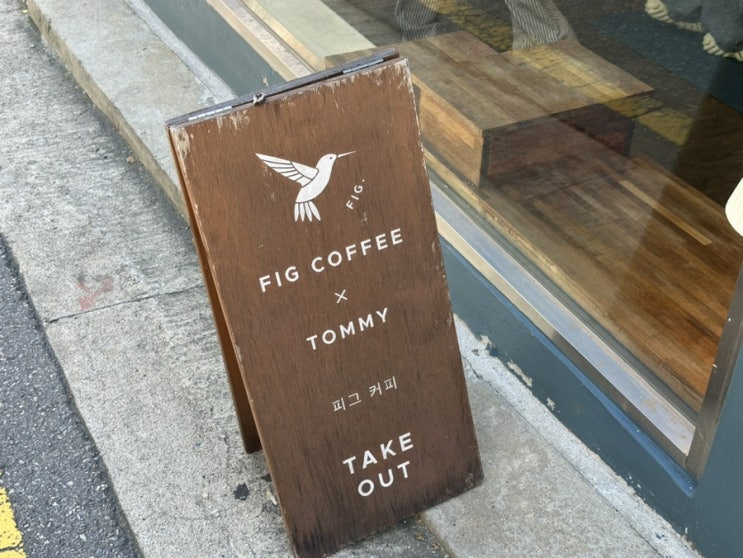 FIG.
FIG COFFEE
×
TOMMY
피그 커피
TAKE
OUT